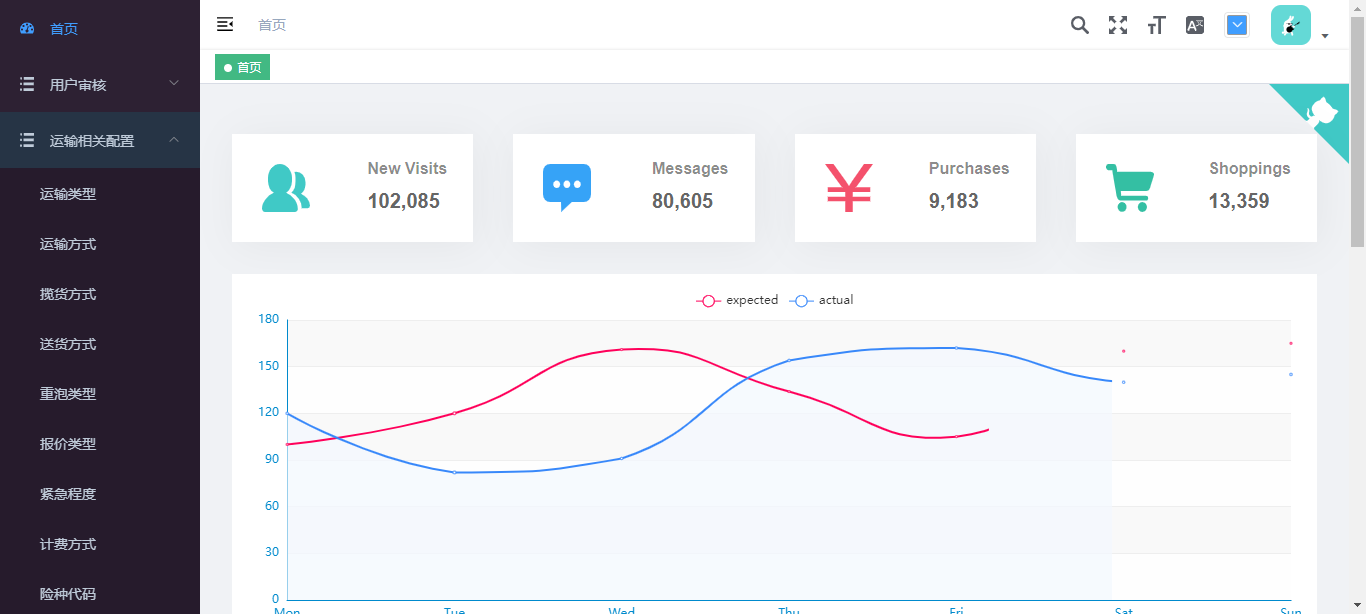 首页
用户审核
运输相关配置
运输类型
运输方式
揽货方式
送货方式
重泡类型
报价类型
紧急程度
计费方式
险种代码
首页
首页
New Visits
102,085
Messages
80,605
Purchases
9,183
Shoppings
13,359
expected
actual
180
150
120
90
60
30
0
Mon
Tue
Wed
Thu
Fri
Sat
Sun